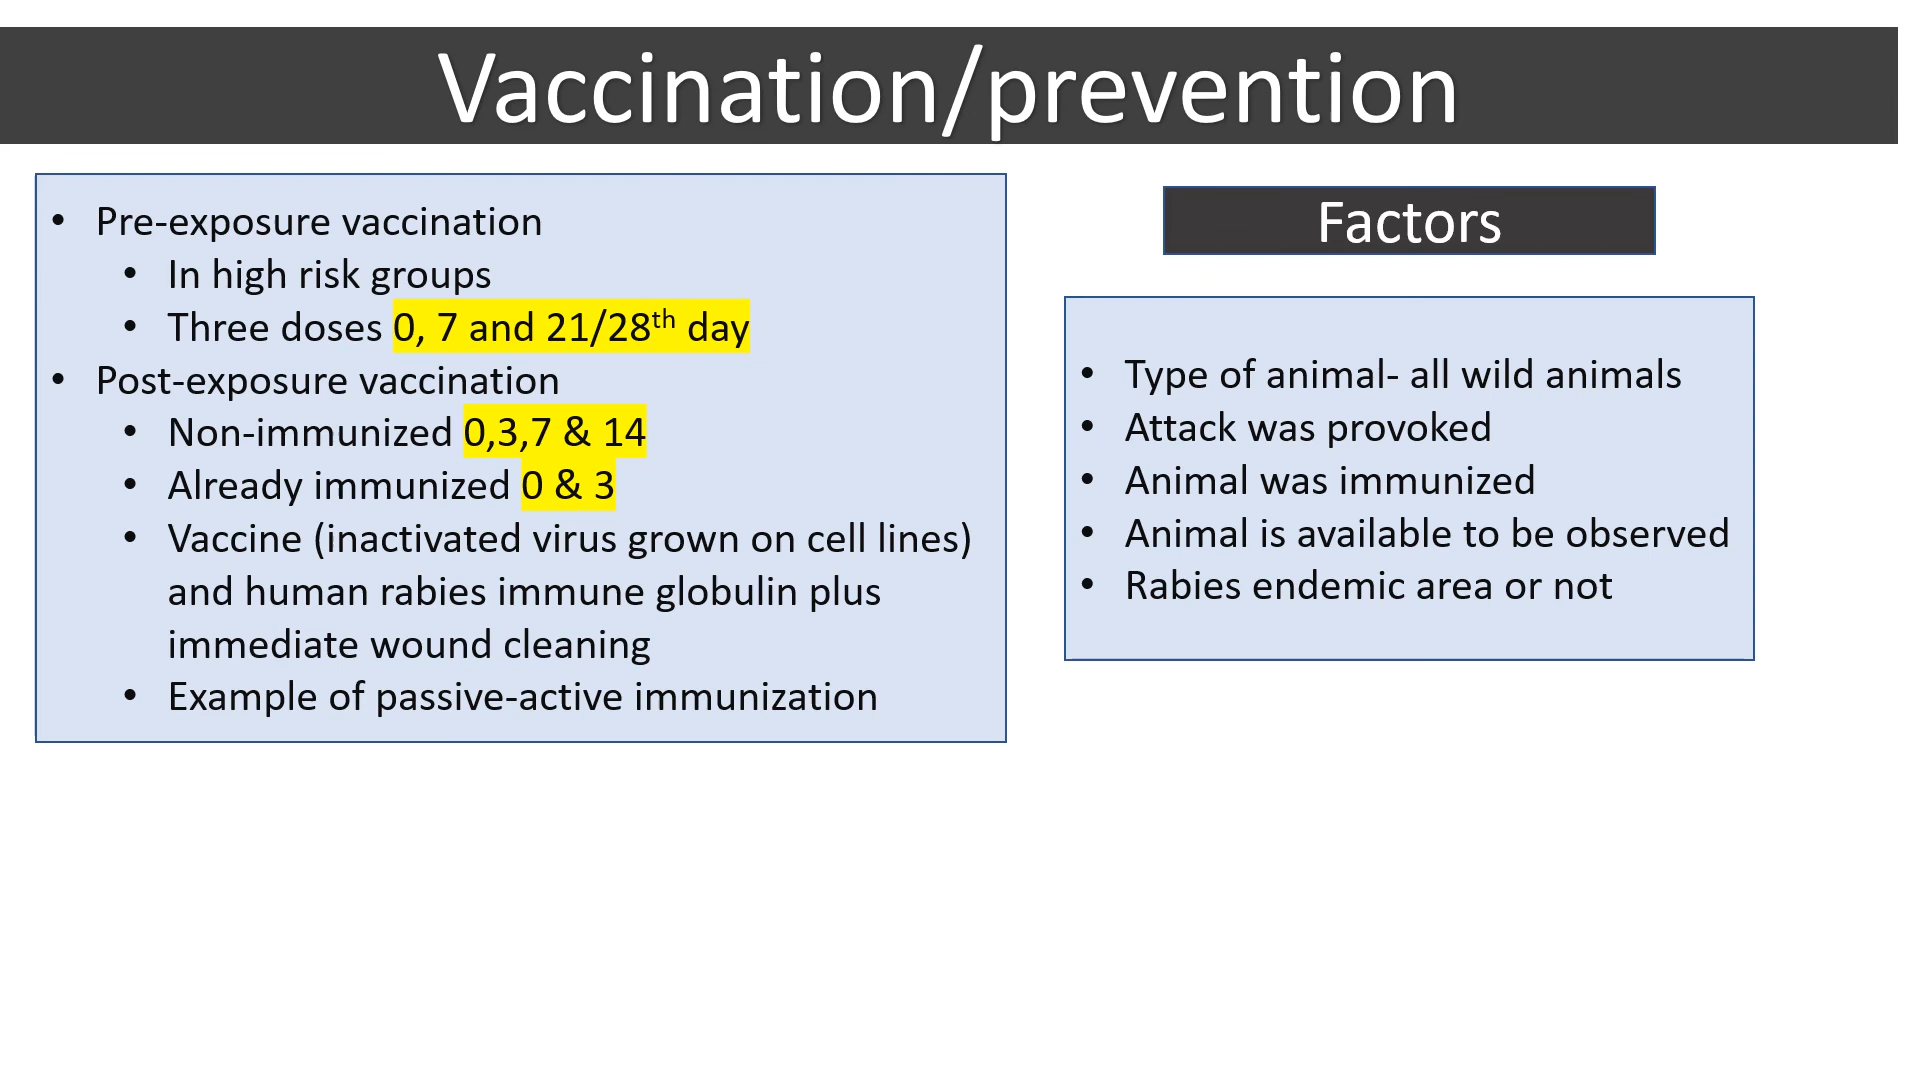 Vaccination/prevention
• Pre-exposure vaccination
• In high risk groups
• Three doses 0, 7 and 21/28th day
• Post-exposure vaccination
• Non-immunized 0,3,7 & 14
• Already immunized 0 & 3
• Vaccine (inactivated virus grown on cell lines)
and human rabies immune globulin plus
immediate wound cleaning
• Example of passive-active immunization
Factors
• Type of animal- all wild animals
• Attack was provoked
• Animal was immunized
• Animal is available to be observed
• Rabies endemic area or not